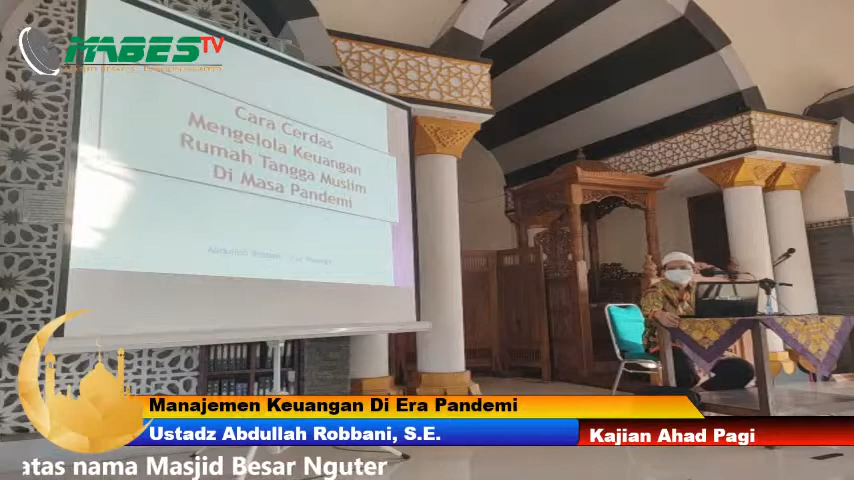 MABES TV
Cara Cerdas
Mengelola Keuangan
Rumah Tangga Muslim
Di Masa Pandemi
Manajemen Keuangan Di Era Pandemi
Ustadz Abdullah Robbani, S.E.
Kajian Ahad Pagi
atas nama Masjid Besar Nguter